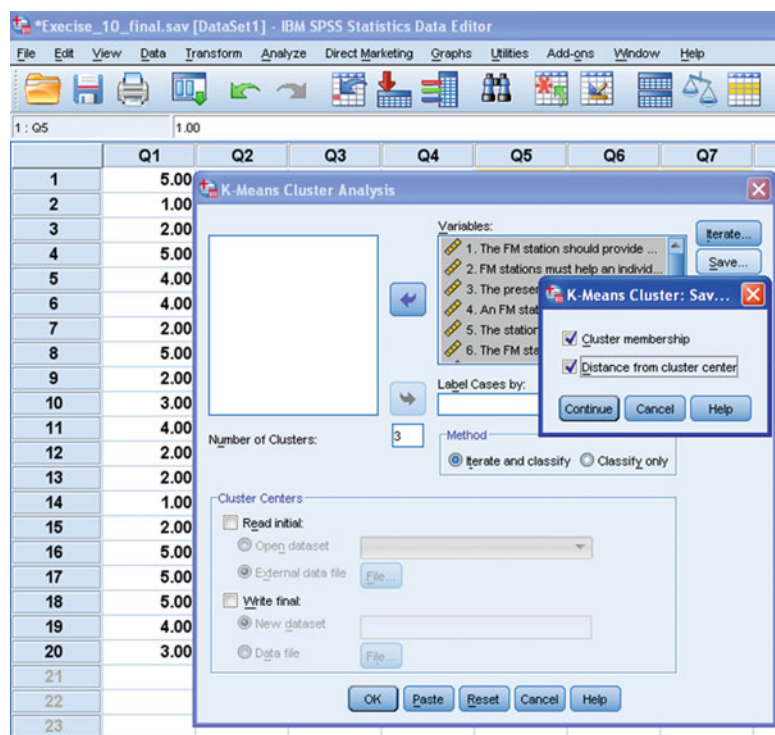 *Execise_10_final.sav [DataSet1] - IBM SPSS Statistics Data Editor
File Edit View Data Transform Analyze Direct Marketing Graphs Utilities Add-ons Window Help
1 : Q5 1.00
Q1 Q2 Q3 Q4 Q5 Q6 Q7
1 5.00
2 1.00
3 2.00
4 5.00
5 4.00
6 4.00
7 2.00
8 5.00
9 2.00
10 3.00
11 4.00
12 2.00
13 2.00
14 1.00
15 2.00
16 5.00
17 5.00
18 5.00
19 4.00
20 3.00
21
22
23
K-Means Cluster Analysis
Variables:
1. The FM station should provide ...
2. FM stations must help an individ...
3. The preser
4. An FM stat
5. The station
6. The FM sta
Iterate...
Save...
Label Cases by:
Number of Clusters: 3
Method
Iterate and classify Classify only
Cluster Centers
Read initial:
Open dataset
External data file File...
Write final:
New dataset
Data file File...
OK Paste Reset Cancel Help
K-Means Cluster: Sav...
Cluster membership
Distance from cluster center
Continue Cancel Help